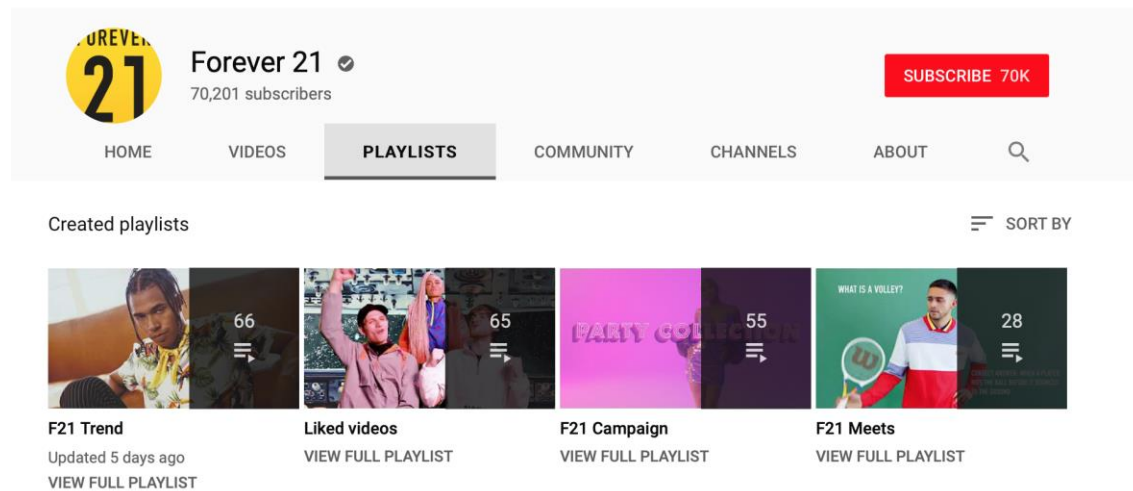 FOREVER
21
Forever 21
70,201 subscribers
SUBSCRIBE 70K
HOME VIDEOS PLAYLISTS COMMUNITY CHANNELS ABOUT
Created playlists
SORT BY
66
65
PARTY COLLECTION
55
WHAT IS A VOLLEY?
28
F21 Trend
Updated 5 days ago
VIEW FULL PLAYLIST
Liked videos
VIEW FULL PLAYLIST
F21 Campaign
VIEW FULL PLAYLIST
F21 Meets
VIEW FULL PLAYLIST